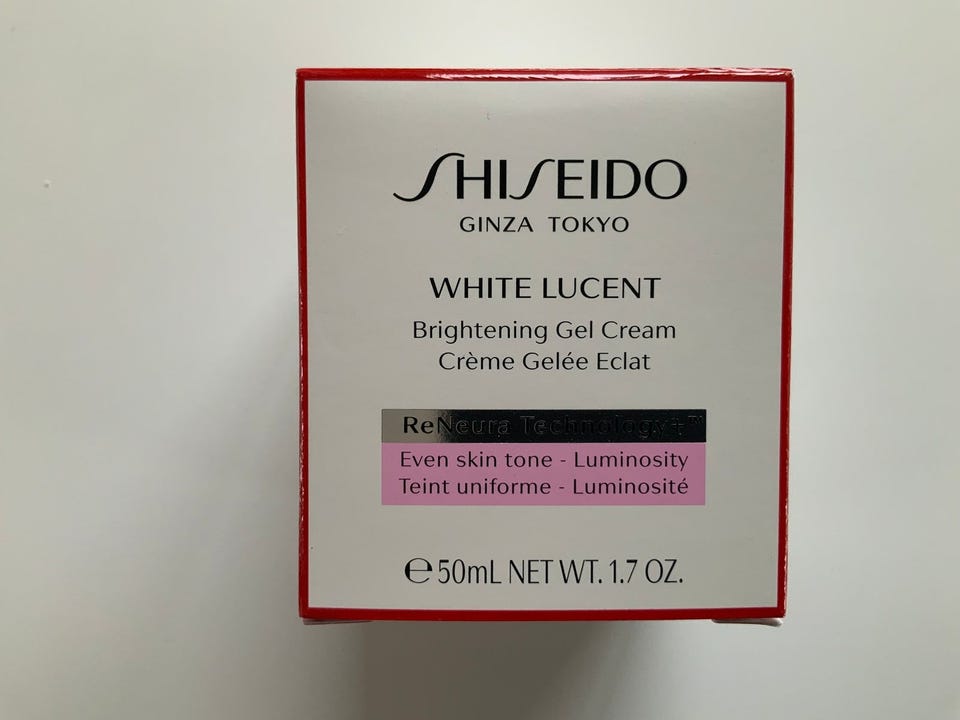 SHISEIDO
GINZA TOKYO
WHITE LUCENT
Brightening Gel Cream
Crème Gelée Eclat
ReNeura Technology+™
Even skin tone - Luminosity
Teint uniforme - Luminosité
℮ 50mL NET WT. 1.7 OZ.